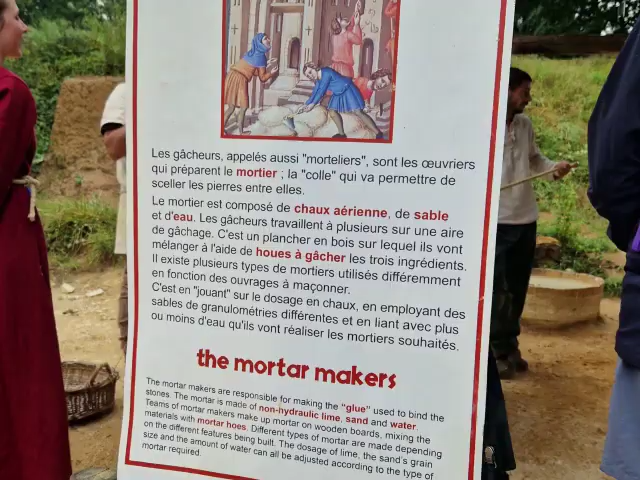 Les gâcheurs, appelés aussi "morteliers", sont les œuvriers
qui préparent le mortier ; la "colle" qui va permettre de
sceller les pierres entre elles.
Le mortier est composé de chaux aérienne, de sable
et d'eau. Les gâcheurs travaillent à plusieurs sur une aire
de gâchage. C'est un plancher en bois sur lequel ils vont
mélanger à l'aide de houes à gâcher les trois ingrédients.
Il existe plusieurs types de mortiers utilisés différemment
en fonction des ouvrages à maçonner.
C'est en "jouant" sur le dosage en chaux, en employant des
sables de granulométries différentes et en liant avec plus
ou moins d'eau qu'ils vont réaliser les mortiers souhaités.
the mortar makers
The mortar makers are responsible for making the "glue" used to bind the
stones. The mortar is made of non-hydraulic lime, sand and water.
Teams of mortar makers make up mortar on wooden boards, mixing the
materials with mortar hoes. Different types of mortar are made depending
on the different features being built. The dosage of lime, the sand's grain
size and the amount of water can all be adjusted according to the type of
mortar required.